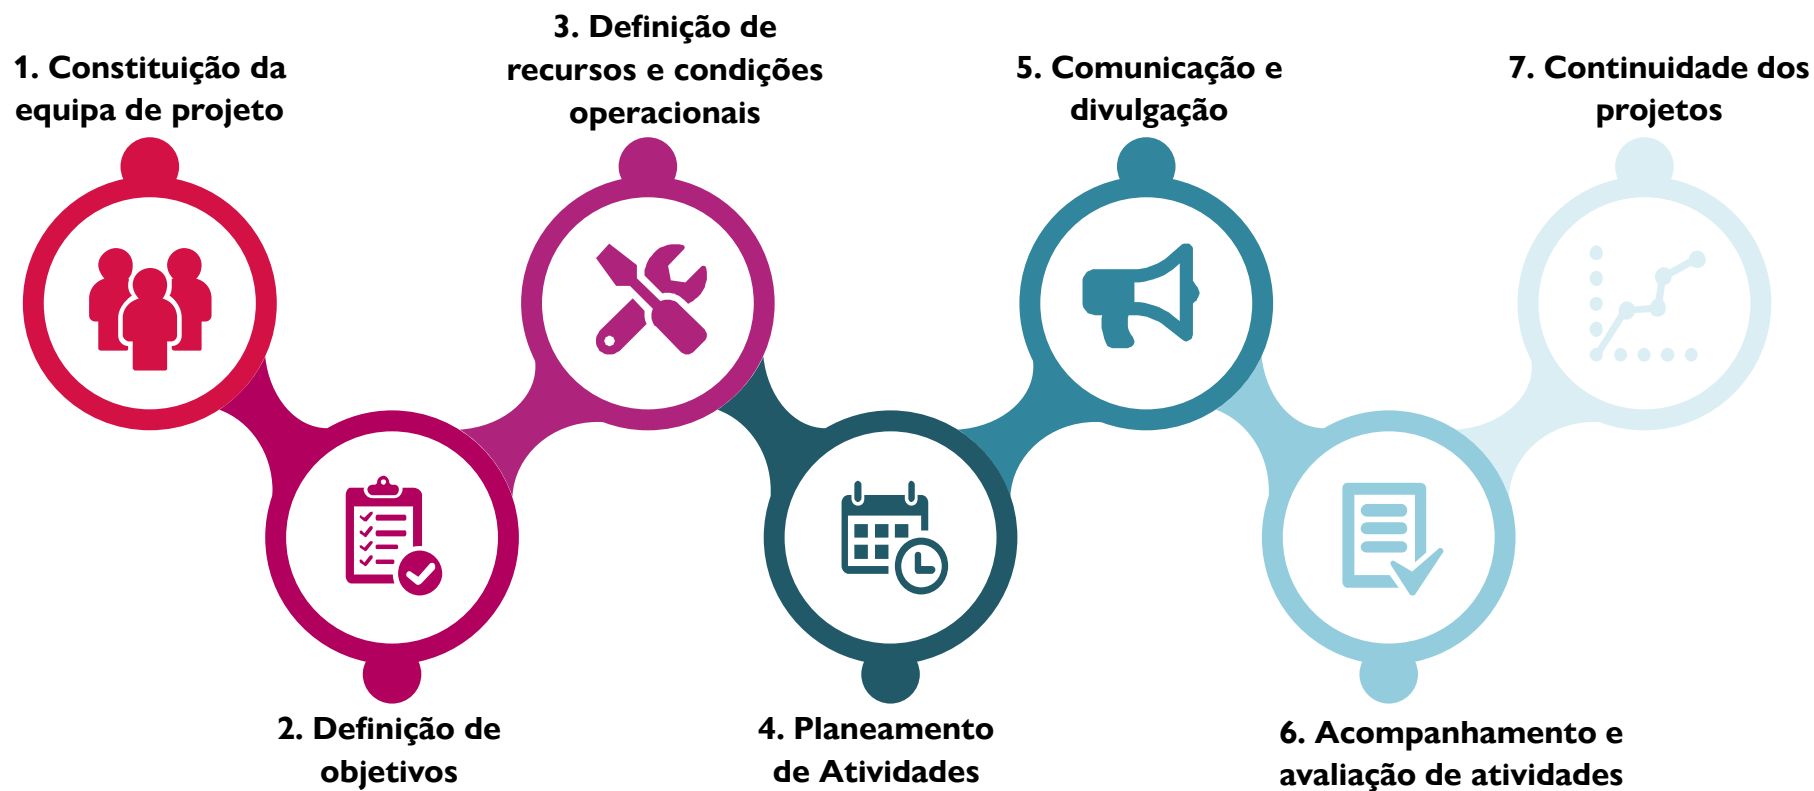 1. Constituição da
equipa de projeto
2. Definição de
objetivos
3. Definição de
recursos e condições
operacionais
4. Planeamento
de Atividades
5. Comunicação e
divulgação
6. Acompanhamento e
avaliação de atividades
7. Continuidade dos
projetos